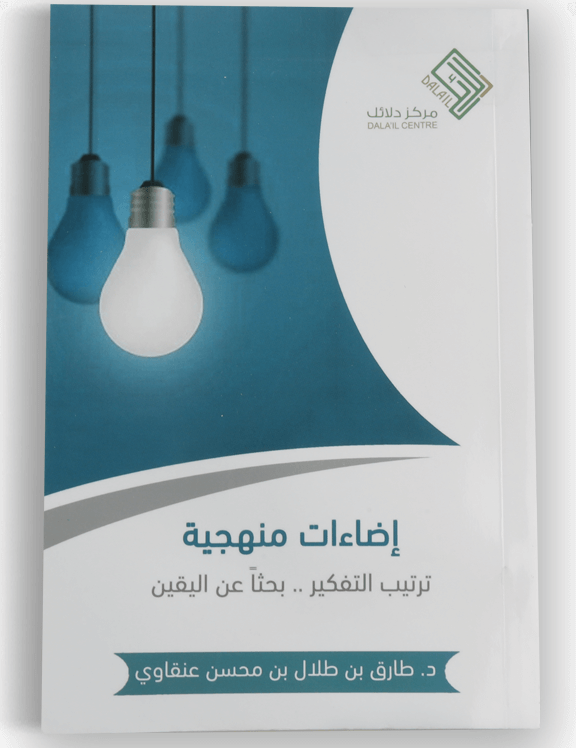 DALA'IL
مركز دلائل
DALA'IL CENTRE
إضاءات منهجية
ترتيب التفكير .. بحثاً عن اليقين
د. طارق بن طلال بن محسن عنقاوي